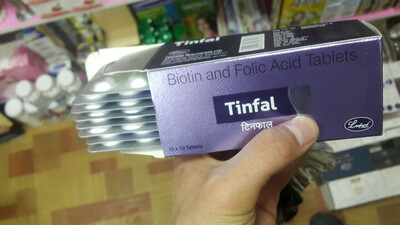 Tinfal
Biotin and Folic Acid Tablets
Tinfal
टिनफाल
10 x 10 Tablets